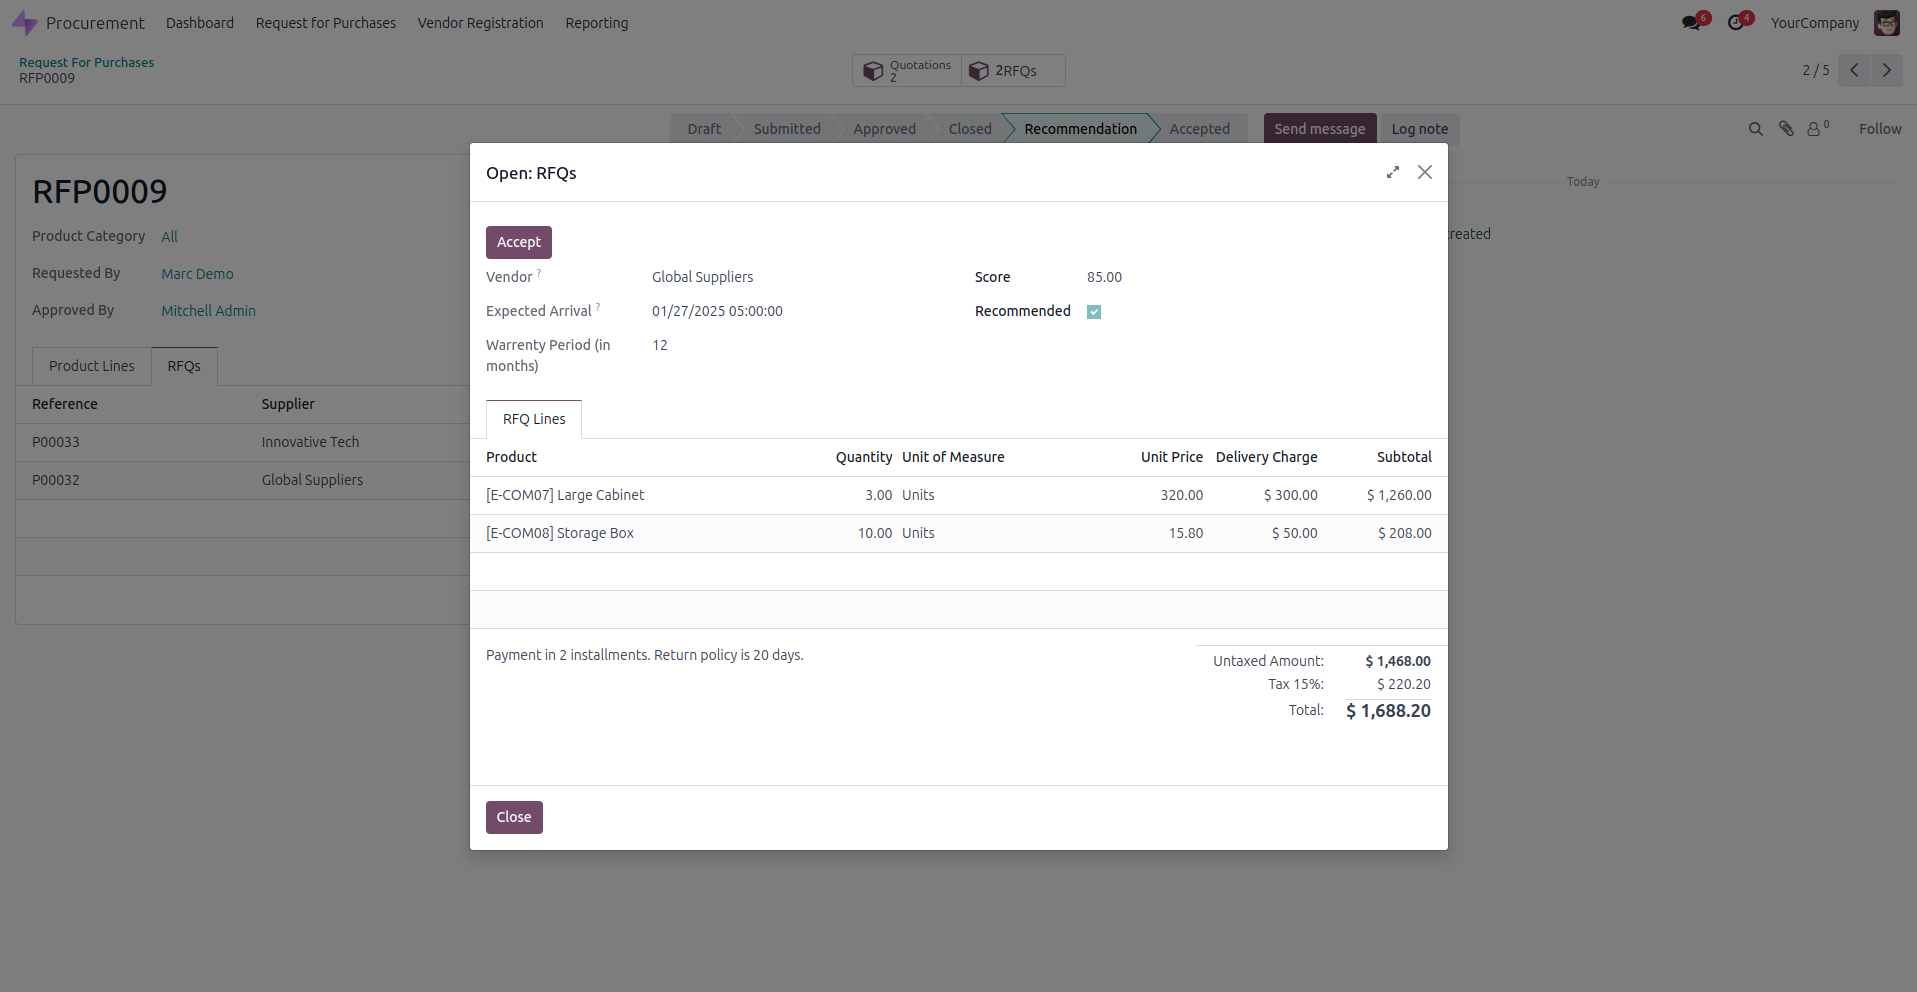 Procurement Dashboard Request for Purchases Vendor Registration Reporting 6 4 YourCompany
Request For Purchases
RFP0009
Quotations
2
2RFQs
2 / 5
Draft Submitted Approved Closed Recommendation Accepted Send message Log note 0 Follow
Open: RFQs
RFP0009
Today
Product Category All
Requested By Marc Demo
Approved By Mitchell Admin
reated
Product Lines RFQs
Reference Supplier
P00033 Innovative Tech
P00032 Global Suppliers
Accept
Vendor ? Global Suppliers Score 85.00
Expected Arrival ? 01/27/2025 05:00:00 Recommended
Warrenty Period (in
months) 12
RFQ Lines
Product Quantity Unit of Measure Unit Price Delivery Charge Subtotal
[E-COM07] Large Cabinet 3.00 Units 320.00 $ 300.00 $ 1,260.00
[E-COM08] Storage Box 10.00 Units 15.80 $ 50.00 $ 208.00
Payment in 2 installments. Return policy is 20 days.
Untaxed Amount: $ 1,468.00
Tax 15%: $ 220.20
Total: $ 1,688.20
Close